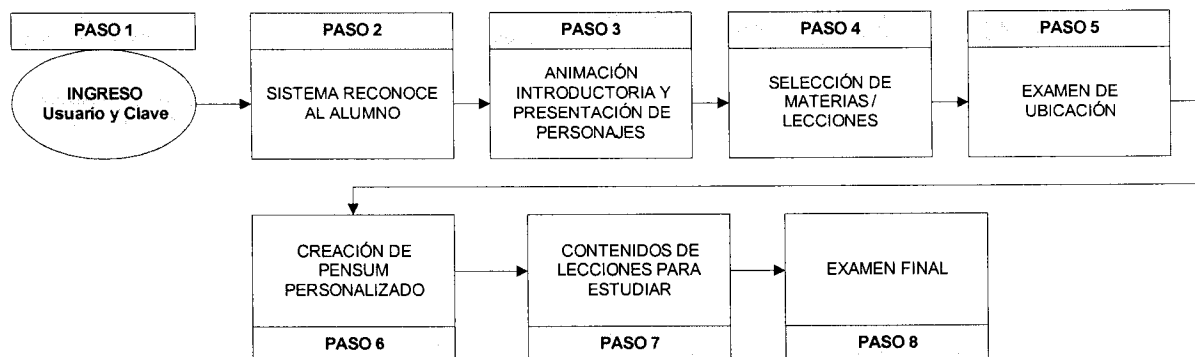 PASO 1
INGRESO
Usuario y Clave
PASO 2
SISTEMA RECONOCE
AL ALUMNO
PASO 3
ANIMACIÓN
INTRODUCTORIA Y
PRESENTACIÓN DE
PERSONAJES
PASO 4
SELECCIÓN DE
MATERIAS /
LECCIONES
PASO 5
EXAMEN DE
UBICACIÓN
CREACIÓN DE
PENSUM
PERSONALIZADO
PASO 6
CONTENIDOS DE
LECCIONES PARA
ESTUDIAR
PASO 7
EXAMEN FINAL
PASO 8